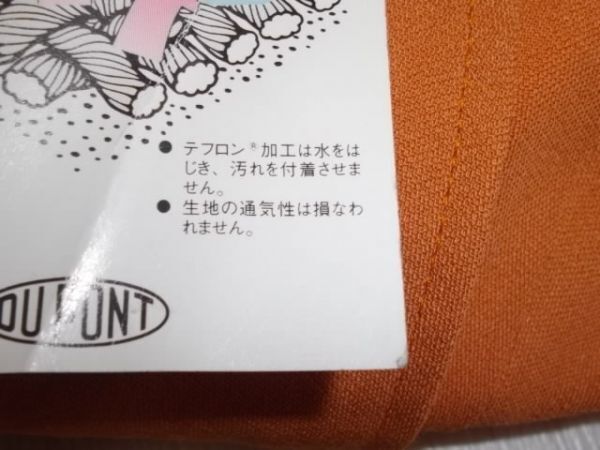 ● テフロン®加工は水をは
じき、汚れを付着させま
せん。
● 生地の通気性は損なわ
れません。
DU PONT